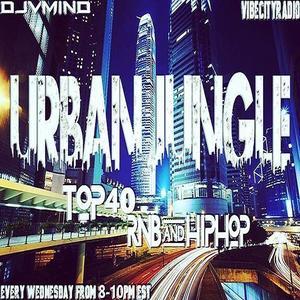 DJVMIND
VIBECITYRADIO
URBAN JUNGLE
TOP40
RNB AND HIPHOP
EVERY WEDNESDAY FROM 8-10PM EST